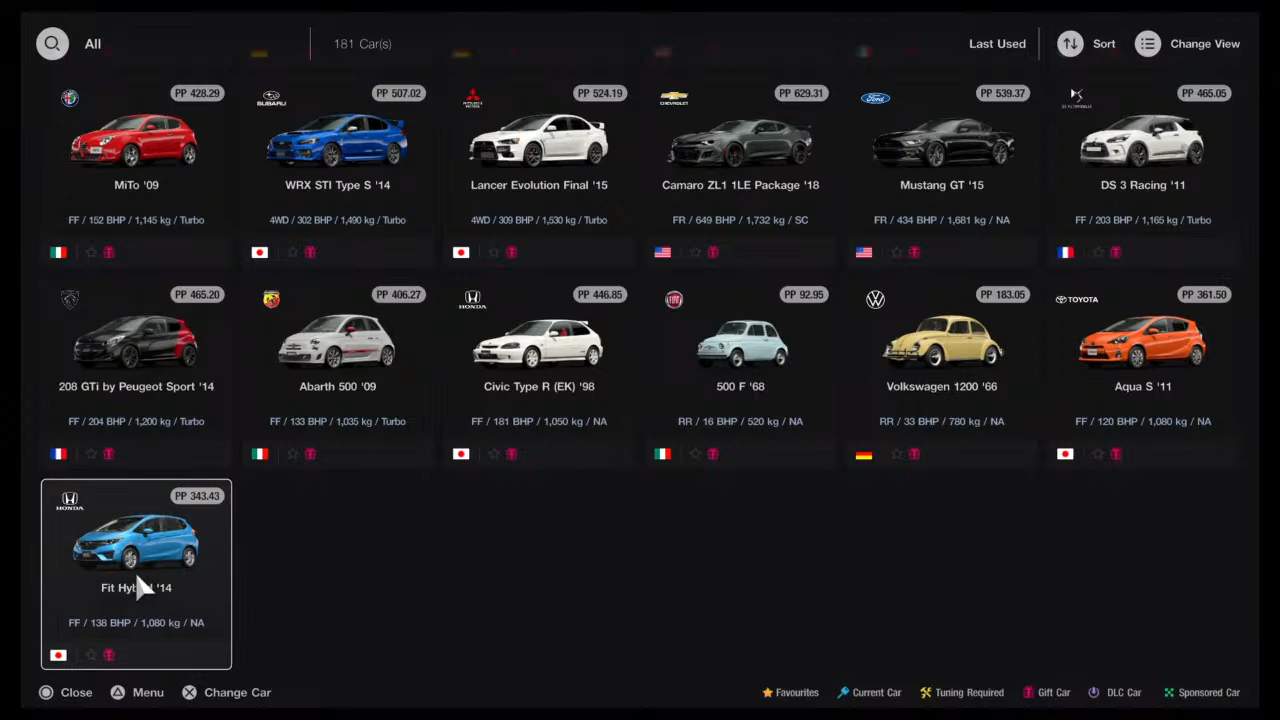 All
181 Car(s)
Last Used
Sort
Change View
PP 428.29
MiTo '09
FF / 152 BHP / 1,145 kg / Turbo
SUBARU
PP 507.02
WRX STI Type S '14
4WD / 302 BHP / 1,490 kg / Turbo
PP 524.19
Lancer Evolution Final '15
4WD / 309 BHP / 1,530 kg / Turbo
CHEVROLET
PP 629.31
Camaro ZL1 1LE Package '18
FR / 649 BHP / 1,732 kg / SC
Ford
PP 539.37
Mustang GT '15
FR / 434 BHP / 1,681 kg / NA
PP 465.05
DS 3 Racing '11
FF / 203 BHP / 1,165 kg / Turbo
PP 465.20
208 GTi by Peugeot Sport '14
FF / 204 BHP / 1,200 kg / Turbo
PP 406.27
Abarth 500 '09
FF / 133 BHP / 1,035 kg / Turbo
HONDA
PP 446.85
Civic Type R (EK) '98
FF / 181 BHP / 1,050 kg / NA
FIAT
PP 92.95
500 F '68
RR / 16 BHP / 520 kg / NA
PP 183.05
Volkswagen 1200 '66
RR / 33 BHP / 780 kg / NA
TOYOTA
PP 361.50
Aqua S '11
FF / 120 BHP / 1,080 kg / NA
HONDA
PP 343.43
Fit Hyb '14
FF / 138 BHP / 1,080 kg / NA
Close
Menu
Change Car
Favourites
Current Car
Tuning Required
Gift Car
DLC Car
Sponsored Car